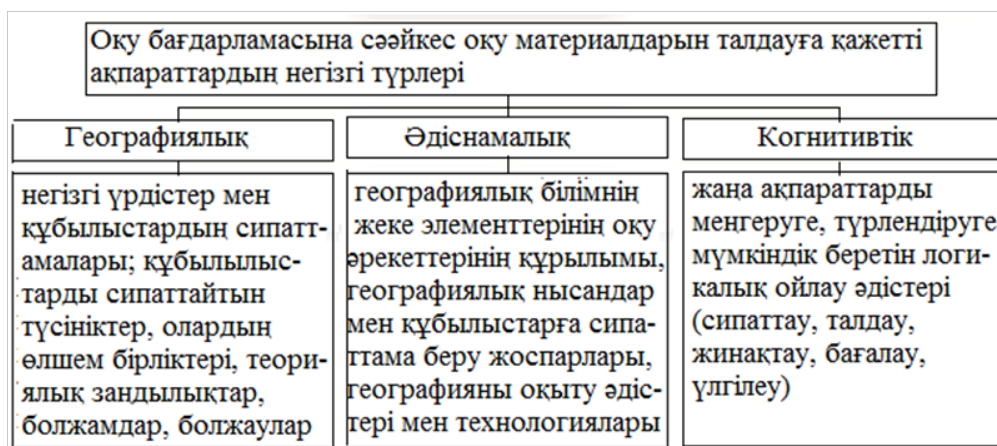 Оқу бағдарламасына сәәйкес оқу материалдарын талдауға қажетті
ақпараттардың негізгі түрлері
Географиялық
Әдіснамалық
Когнитивтік
негізгі үрдістер мен
құбылыстардың сипатт-
амалары; құбылылыс-
тарды сипаттайтын
түсініктер, олардың
өлшем бірліктері, теори-
ялық зандылықтар,
болжамдар, болжаулар
географиялық білімнің
жеке элементтерінің оқу
әрекеттерінің құрылымы,
географиялық нысандар
мен құбылыстарға сипа-
ттама беру жоспарлары,
географияны оқыту әдіс-
тері мен технологиялары
жаңа ақпараттарды
меңгеруге, түрлендіруге
мүмкіндік беретін логи-
калық ойлау әдістері
(сипаттау, талдау,
жинақтау, бағалау,
үлгілеу)